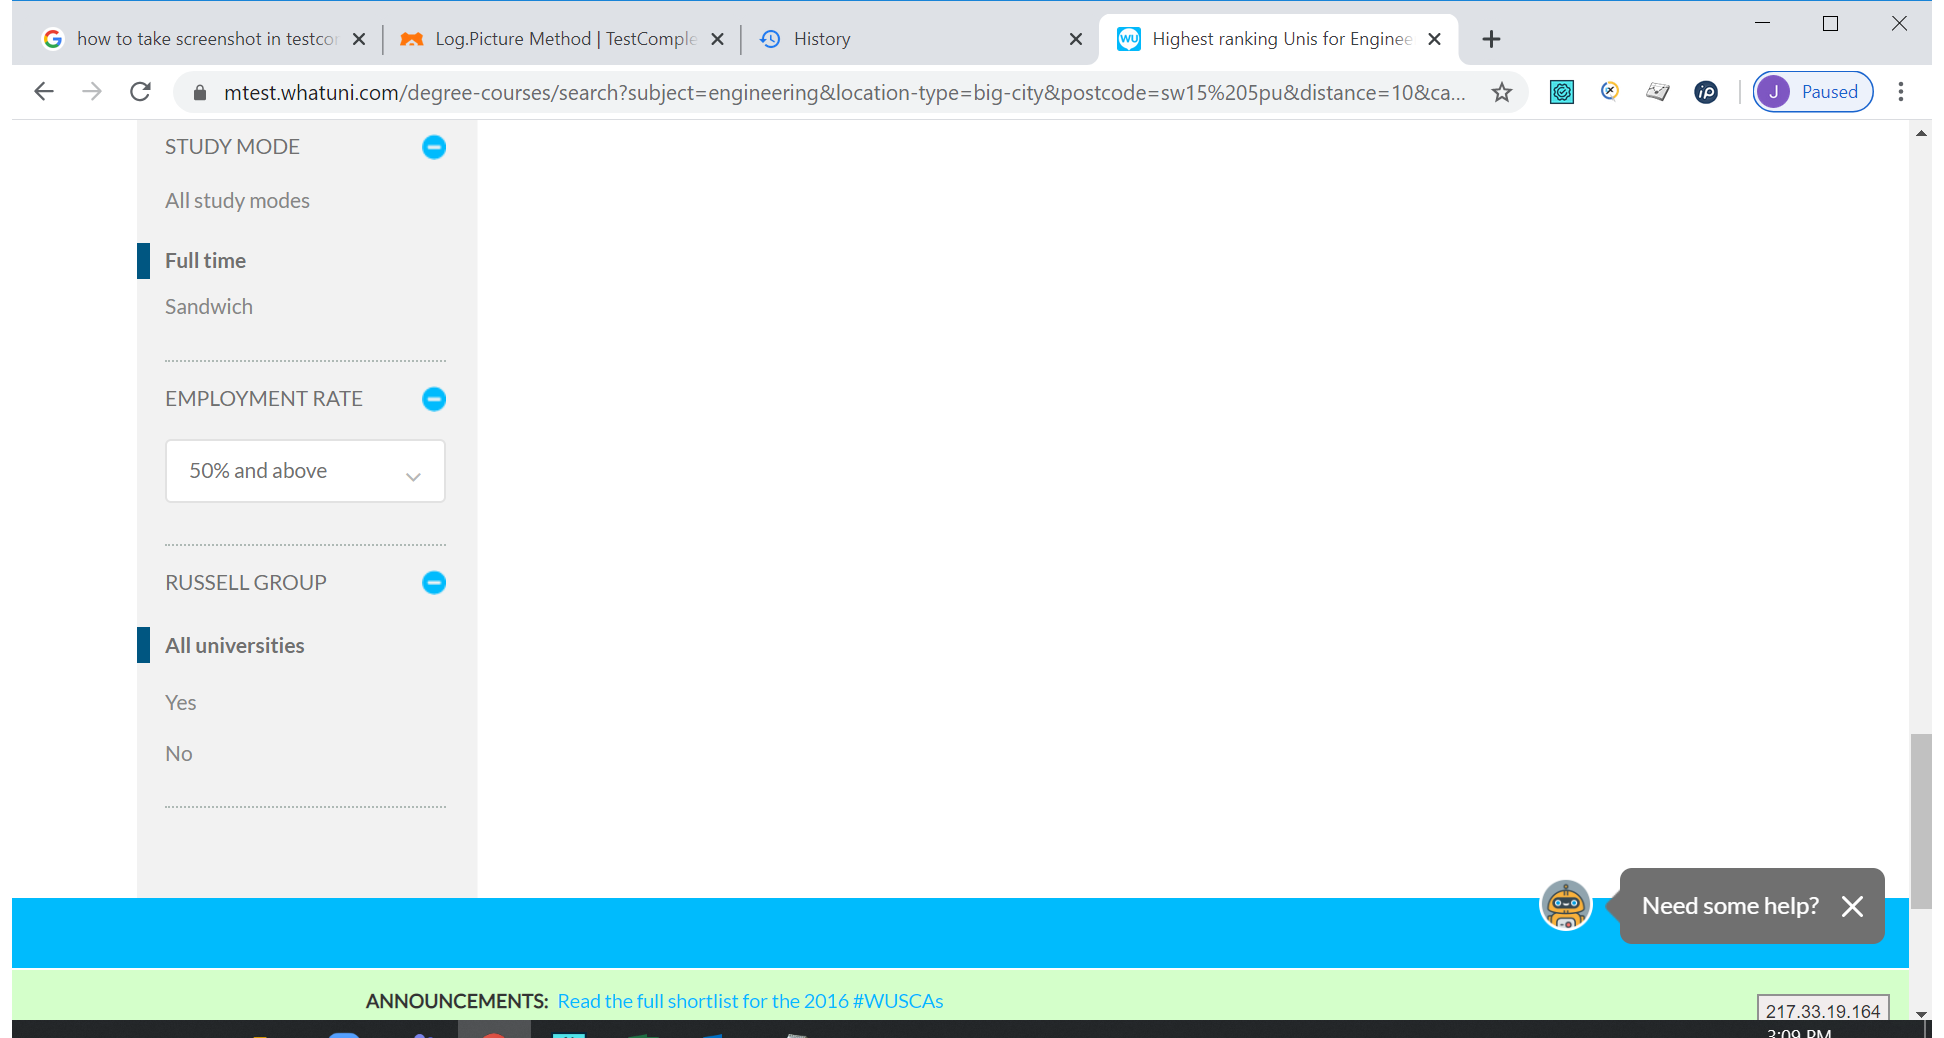 how to take screenshot in testcor
Log.Picture Method | TestComple
History
WU
Highest ranking Unis for Enginee
mtest.whatuni.com/degree-courses/search?subject=engineering&location-type=big-city&postcode=sw15%205pu&distance=10&ca...
ip
J
Paused
STUDY MODE
All study modes
Full time
Sandwich
EMPLOYMENT RATE
50% and above
RUSSELL GROUP
All universities
Yes
No
Need some help?
ANNOUNCEMENTS: Read the full shortlist for the 2016 #WUSCAs
217.33.19.164
3:09 PM